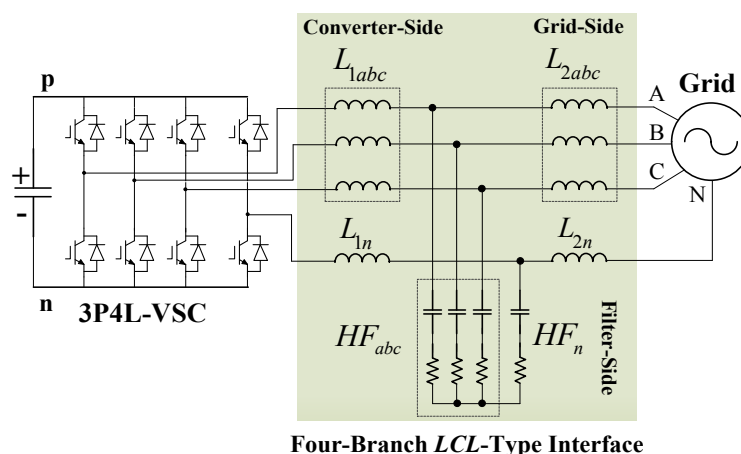 Converter-Side
Grid-Side
L1abc
L2abc
Grid
p
A
B
C
N
+
-
L1n
L2n
n
3P4L-VSC
HFabc
HFn
Filter-Side
Four-Branch LCL-Type Interface